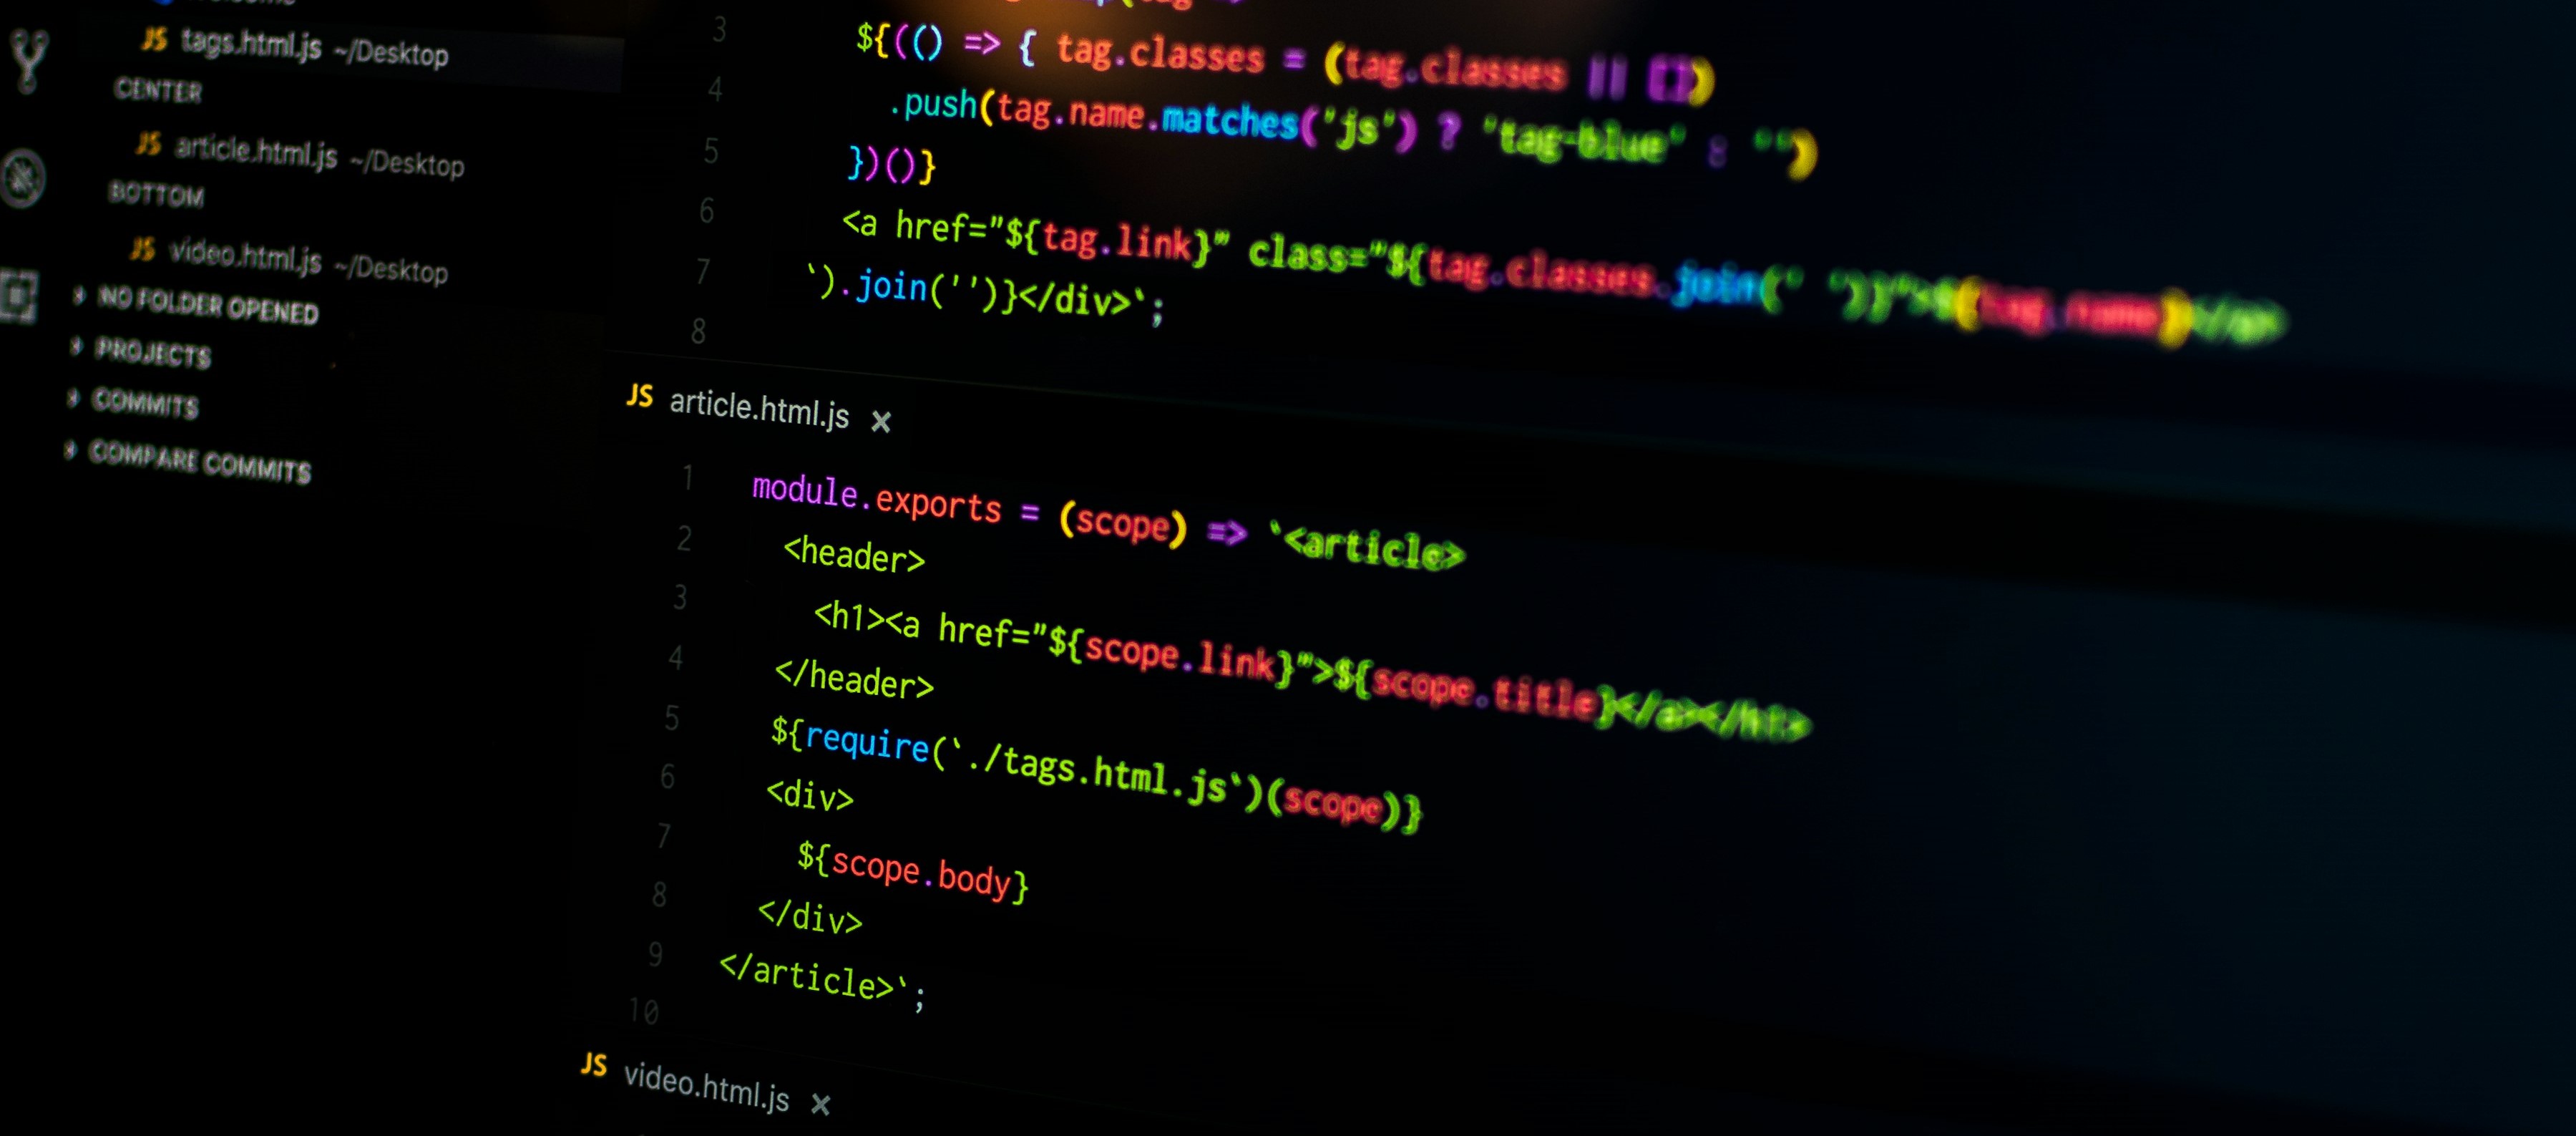 JS tags.html.js ~/Desktop
CENTER
JS article.html.js ~/Desktop
BOTTOM
JS video.html.js ~/Desktop
NO FOLDER OPENED
PROJECTS
COMMITS
COMPARE COMMITS
3 ${(() => { tag.classes = (tag.classes || [])
4 .push(tag.name.matches("js") ? "tag-blue" : "")
5 })()}
6 <a href="${tag.link}" class="${tag.classes.join(" ")}">${tag.name}</a>
7 `).join('')}</div>`;
8
JS article.html.js ×
1 module.exports = (scope) => `<article>
2 <header>
3 <h1><a href="${scope.link}">${scope.title}</a></h1>
4 </header>
5 ${require(`./tags.html.js`)(scope)}
6 <div>
7 ${scope.body}
8 </div>
9 </article>`;
10
JS video.html.js ×